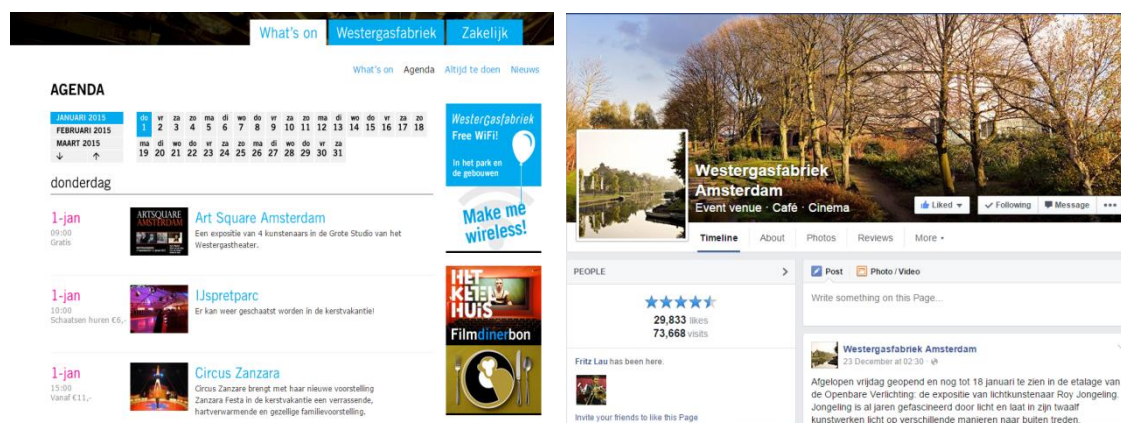 What's on Westergasfabriek Zakelijk
What's on Agenda Altijd te doen Nieuws
AGENDA
JANUARI 2015
FEBRUARI 2015
MAART 2015
do vr za zo ma di wo do vr za zo ma di wo do vr za zo
1 2 3 4 5 6 7 8 9 10 11 12 13 14 15 16 17 18
ma di wo do vr za zo ma di wo do vr za
19 20 21 22 23 24 25 26 27 28 29 30 31
donderdag
1-jan
09:00
Gratis
ARTSQUARE
AMSTERDAM
Art Square Amsterdam
Een expositie van 4 kunstenaars in de Grote Studio van het
Westergastheater.
1-jan
10:00
Schaatsen huren €6,-
IJspretparc
Er kan weer geschaatst worden in de kerstvakantie!
1-jan
15:00
Vanaf €11,-
Circus Zanzara
Circus Zanzare brengt met haar nieuwe voorstelling
Zanzara Festa in de kerstvakantie een verrassende,
hartverwarmende en gezellige familievoorstelling.
Westergasfabriek
Free WiFi!
In het park en
de gebouwen
Make me
wireless!
HET
KETEL
HUIS
Filmdinerbon
Westergasfabriek
Amsterdam
Event venue · Café · Cinema
Liked
Following
Message
Timeline About Photos Reviews More
PEOPLE
29,833 likes
73,668 visits
Fritz Lau has been here.
Invite your friends to like this Page
Post Photo / Video
Write something on this Page...
Westergasfabriek Amsterdam
23 December at 02:30
Afgelopen vrijdag geopend en nog tot 18 januari te zien in de etalage van
de Openbare Verlichting: de expositie van lichtkunstenaar Roy Jongeling.
Jongeling is al jaren gefascineerd door licht en laat in zijn twaalf
kunstwerken licht op verschillende manieren naar buiten treden.